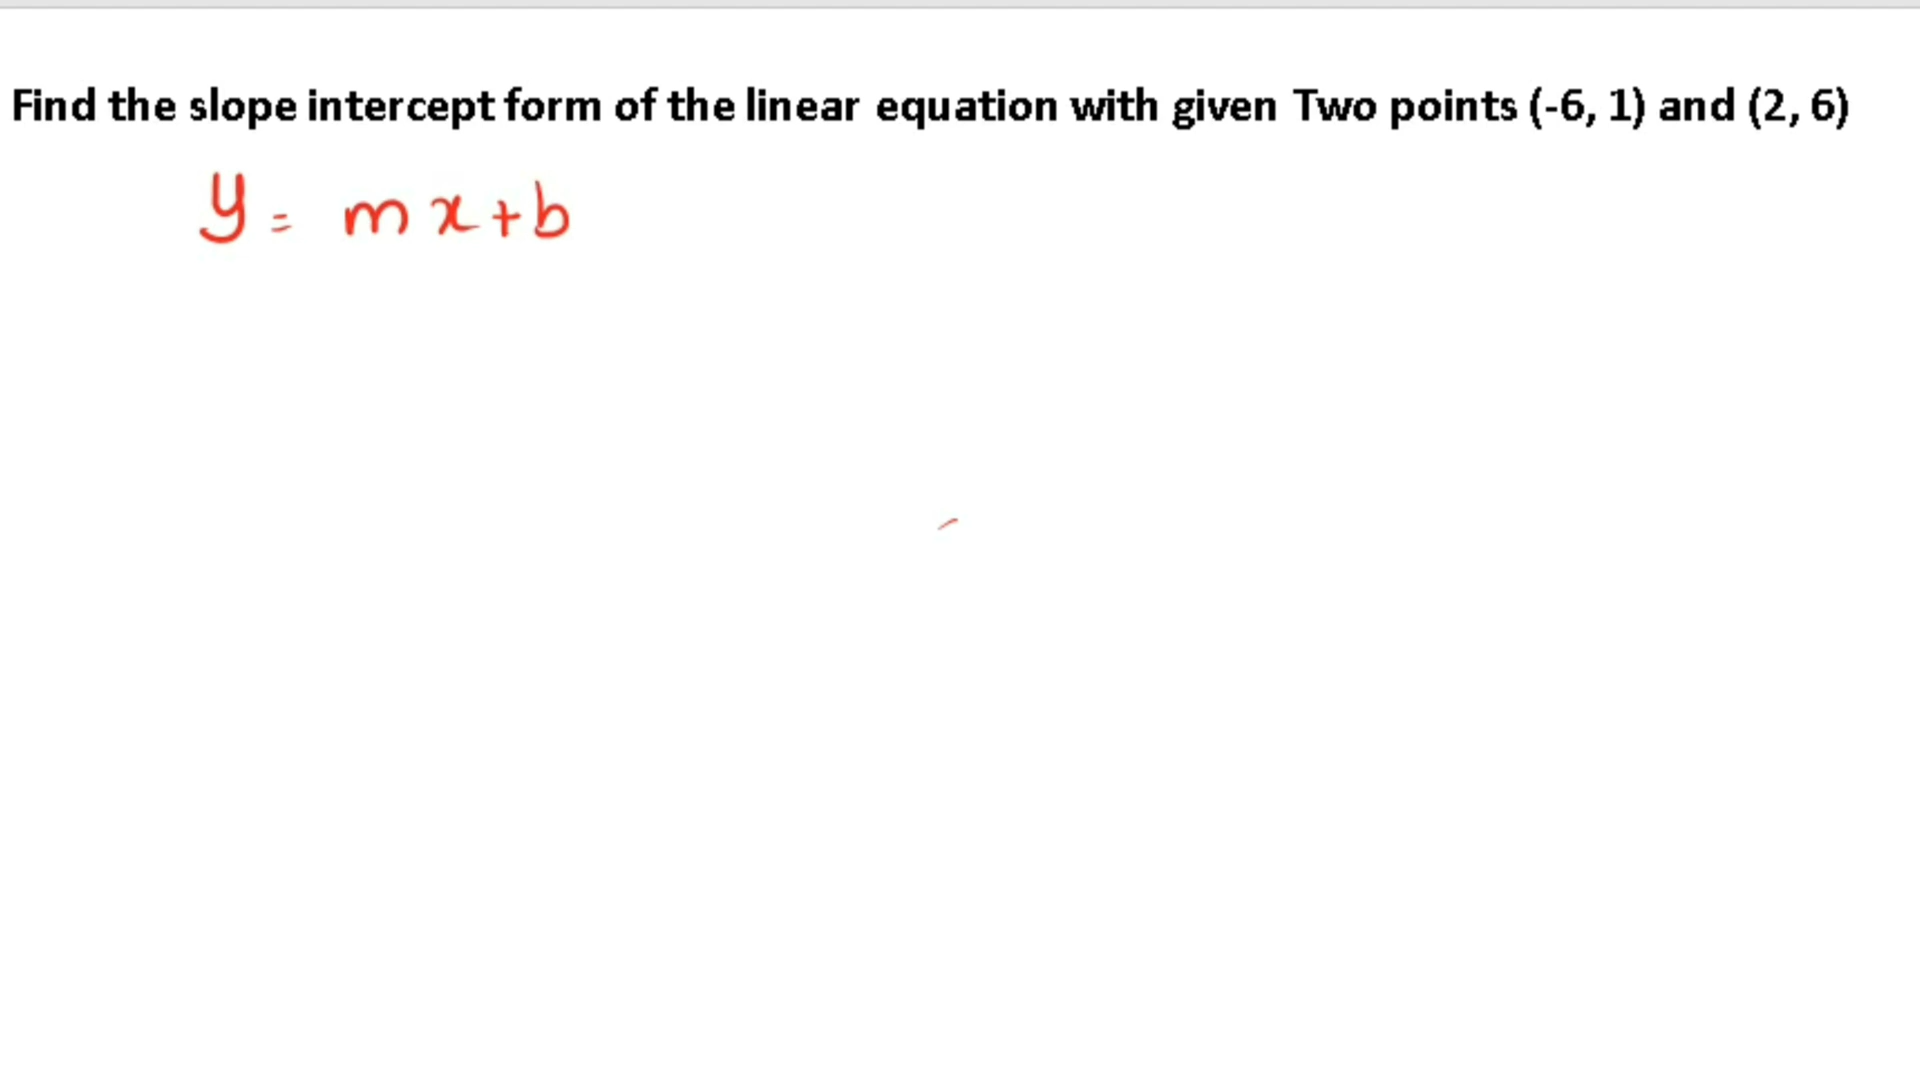 Find the slope intercept form of the linear equation with given Two points (-6, 1) and (2, 6)
y = mx+b